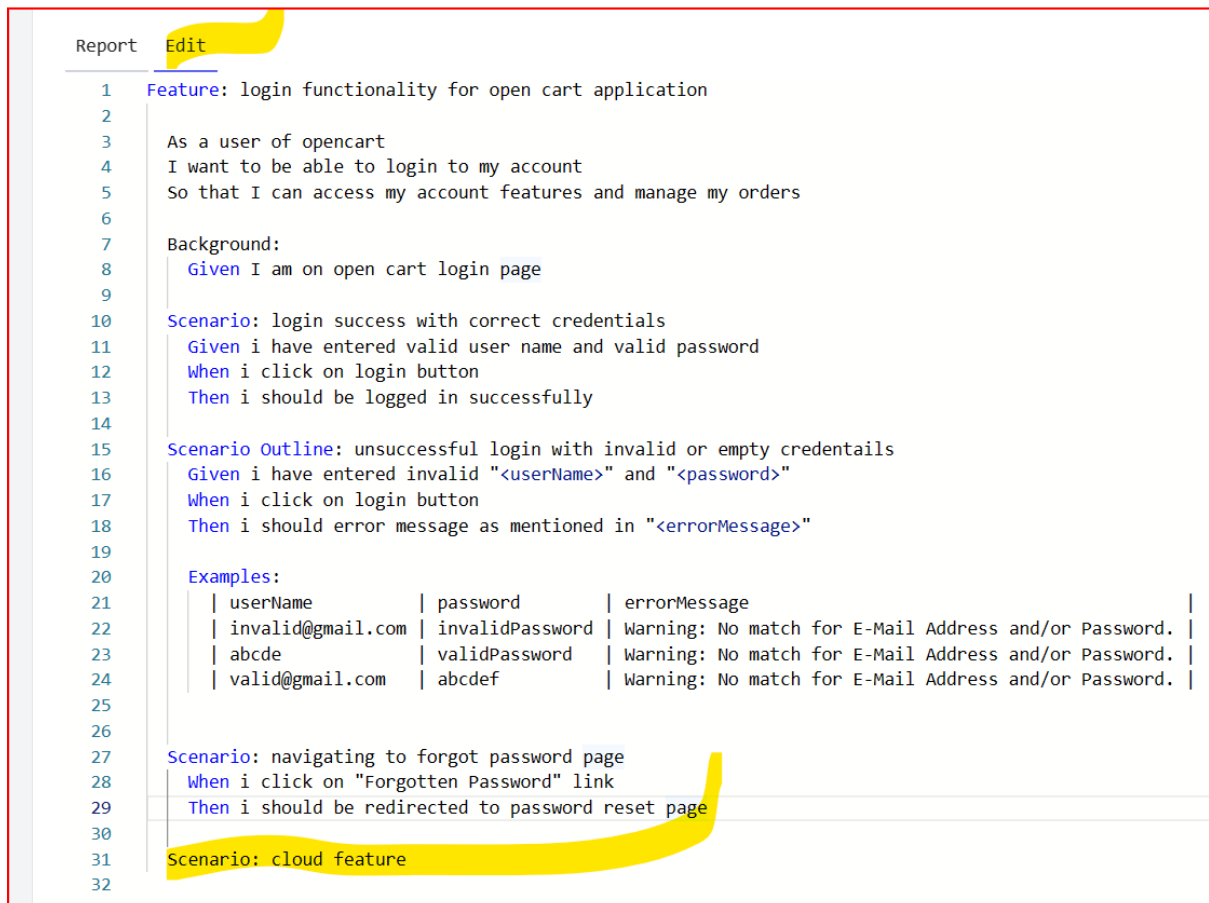 Report Edit
1 Feature: login functionality for open cart application
2
3 As a user of opencart
4 I want to be able to login to my account
5 So that I can access my account features and manage my orders
6
7 Background:
8 Given I am on open cart login page
9
10 Scenario: login success with correct credentials
11 Given i have entered valid user name and valid password
12 When i click on login button
13 Then i should be logged in successfully
14
15 Scenario Outline: unsuccessful login with invalid or empty credentails
16 Given i have entered invalid "<userName>" and "<password>"
17 When i click on login button
18 Then i should error message as mentioned in "<errorMessage>"
19
20 Examples:
21 | userName | password | errorMessage |
22 | invalid@gmail.com | invalidPassword | Warning: No match for E-Mail Address and/or Password. |
23 | abcde | validPassword | Warning: No match for E-Mail Address and/or Password. |
24 | valid@gmail.com | abcdef | Warning: No match for E-Mail Address and/or Password. |
25
26
27 Scenario: navigating to forgot password page
28 When i click on "Forgotten Password" link
29 Then i should be redirected to password reset page
30
31 Scenario: cloud feature
32